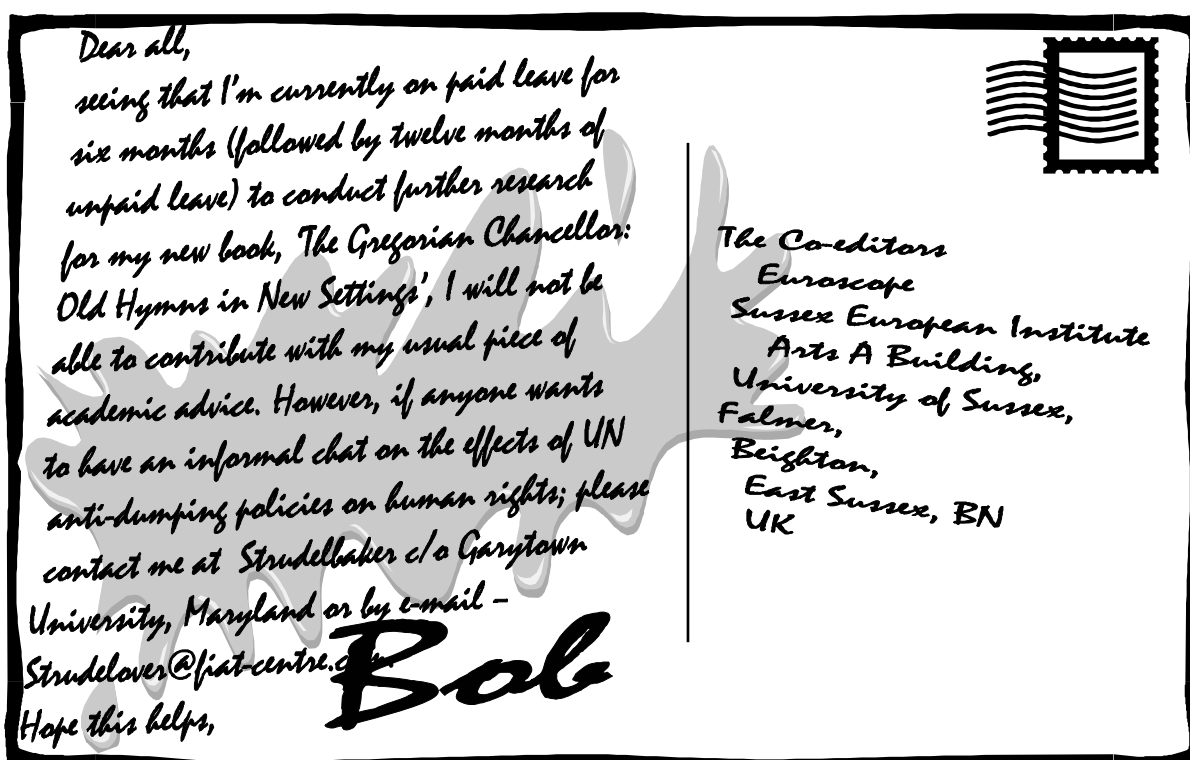 Dear all,
seeing that I'm currently on paid leave for
six months (followed by twelve months of
unpaid leave) to conduct further research
for my new book, 'The Gregorian Chancellor:
Old Hymns in New Settings', I will not be
able to contribute with my usual piece of
academic advice. However, if anyone wants
to have an informal chat on the effects of UN
anti-dumping policies on human rights; please
contact me at Strudelbaker c/o Garytown
University, Maryland or by e-mail –
Strudelover@fiat-centre.com.
Hope this helps,
Bob
The Co-editors
Euroscope
Sussex European Institute
Arts A Building,
University of Sussex,
Falmer,
Beighton,
East Sussex, BN
UK